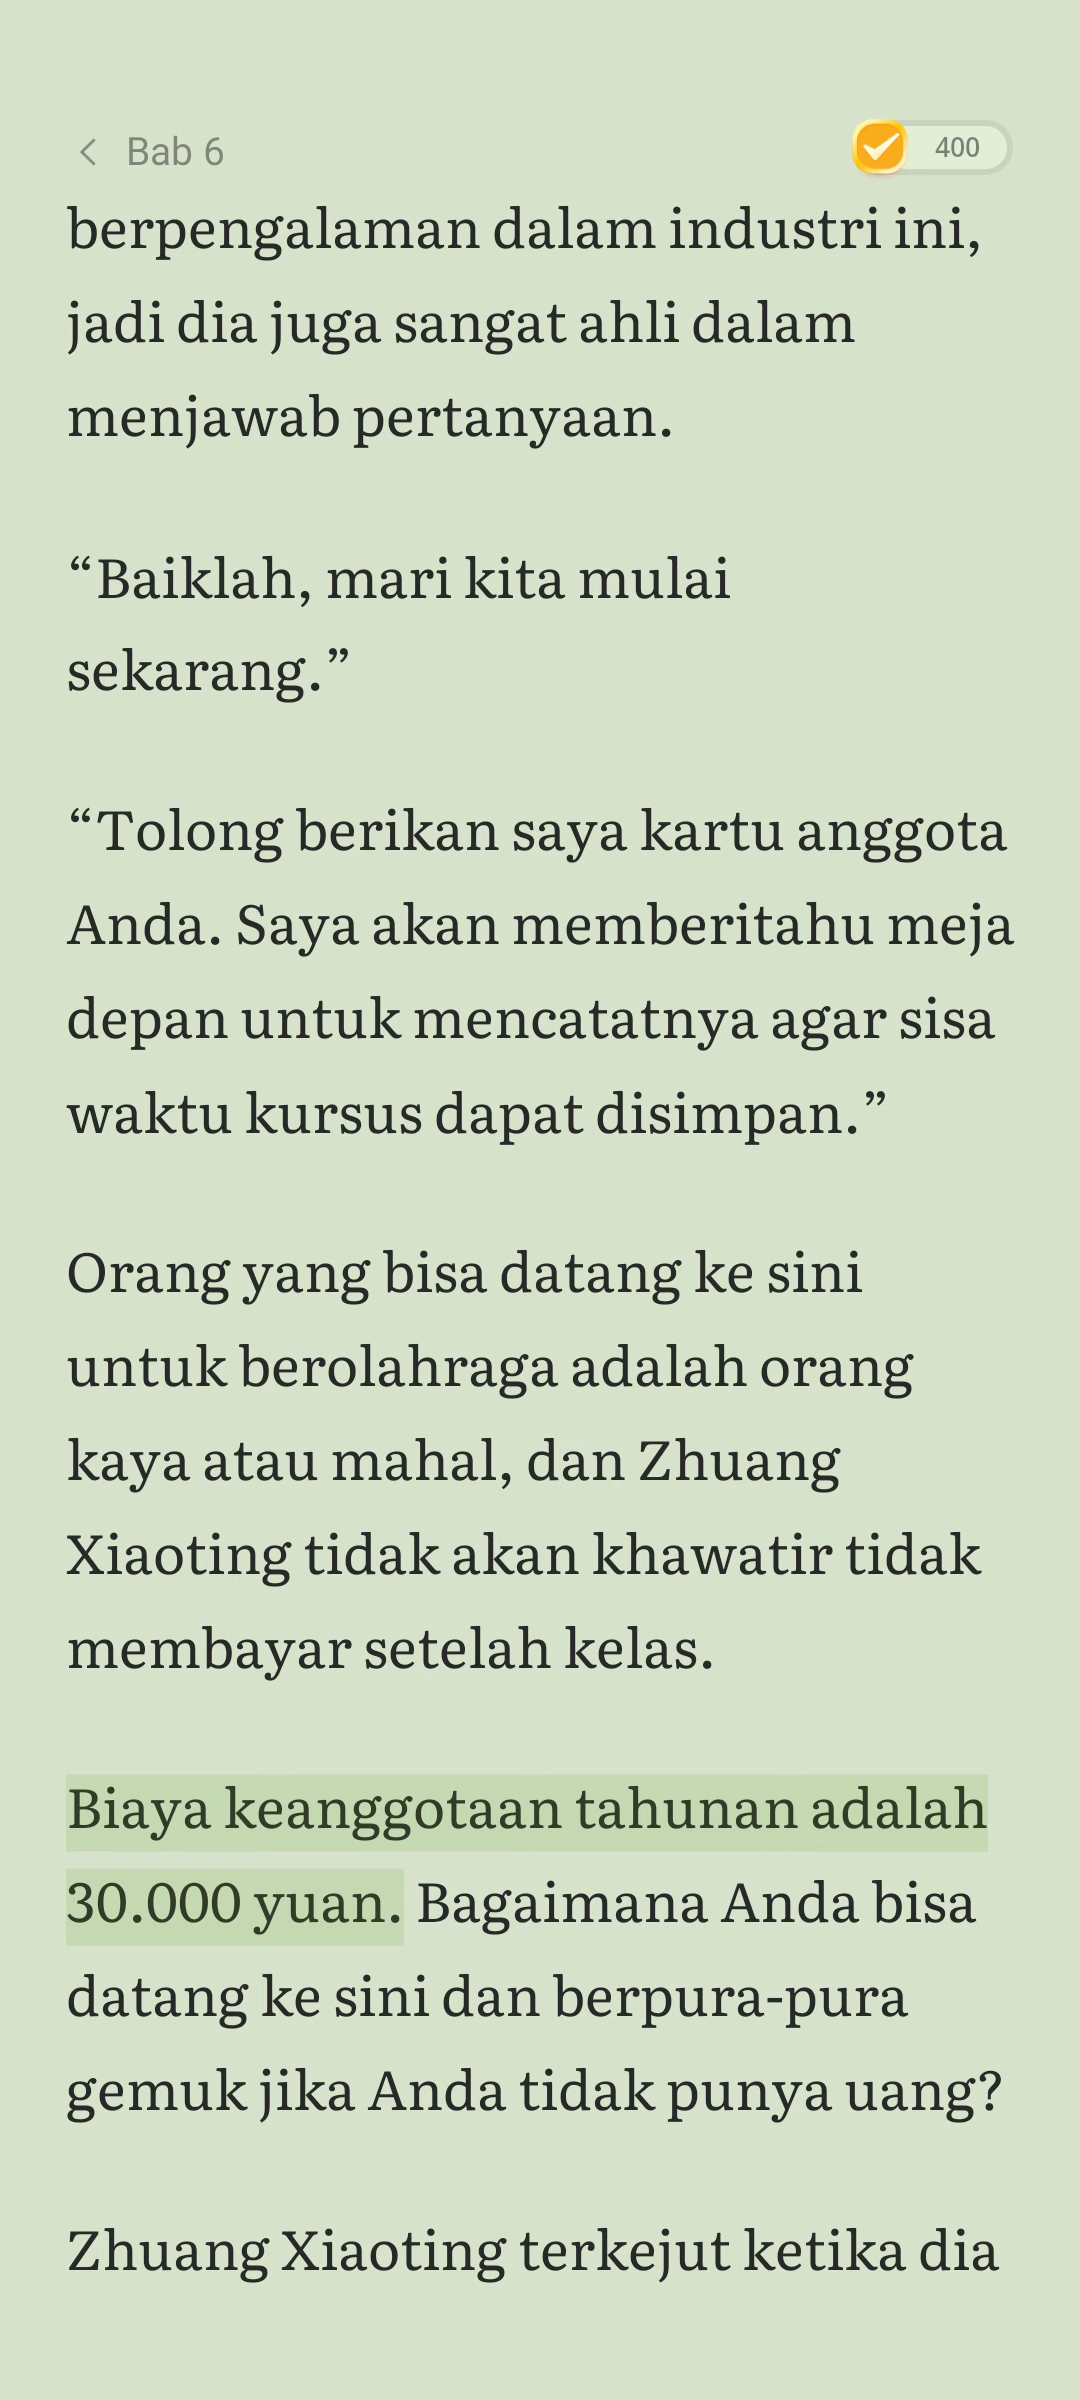 Bab 6
400
berpengalaman dalam industri ini,
jadi dia juga sangat ahli dalam
menjawab pertanyaan.
“Baiklah, mari kita mulai
sekarang.”
“Tolong berikan saya kartu anggota
Anda. Saya akan memberitahu meja
depan untuk mencatatnya agar sisa
waktu kursus dapat disimpan.”
Orang yang bisa datang ke sini
untuk berolahraga adalah orang
kaya atau mahal, dan Zhuang
Xiaoting tidak akan khawatir tidak
membayar setelah kelas.
Biaya keanggotaan tahunan adalah
30.000 yuan. Bagaimana Anda bisa
datang ke sini dan berpura-pura
gemuk jika Anda tidak punya uang?
Zhuang Xiaoting terkejut ketika dia